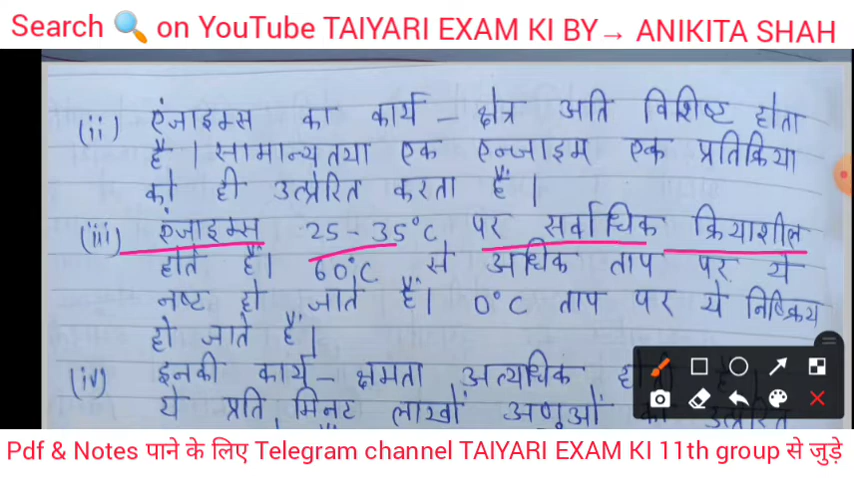 Search 🔍 on YouTube TAIYARI EXAM KI BY→ ANIKITA SHAH
(ii) एंजाइम्स का कार्य - क्षेत्र अति विशिष्ट होता
है । सामान्यतया एक एन्जाइम एक प्रतिक्रिया
को ही उत्प्रेरित करता है ।
(iii) एंजाइम्स 25-35°C पर सर्वाधिक क्रियाशील
होते हैं। 60°C से अधिक ताप पर ये
नष्ट हो जाते हैं। 0°C ताप पर ये निष्क्रिय
हो जाते हैं।
(iv) इनकी कार्य-क्षमता अत्यधिक
ये प्रति मिनट लाखों अणुओं
Pdf & Notes पाने के लिए Telegram channel TAIYARI EXAM KI 11th group से जुड़े